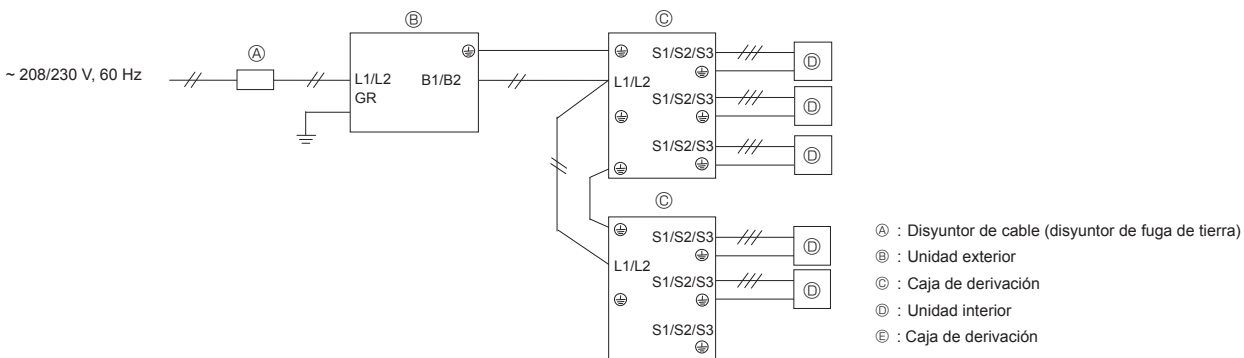 Ⓑ
Ⓒ
Ⓐ
~ 208/230 V, 60 Hz
L1/L2
GR
B1/B2
L1/L2
S1/S2/S3
Ⓓ
S1/S2/S3
Ⓓ
S1/S2/S3
Ⓓ
Ⓒ
L1/L2
S1/S2/S3
Ⓓ
S1/S2/S3
Ⓓ
S1/S2/S3
Ⓐ : Disyuntor de cable (disyuntor de fuga de tierra)
Ⓑ : Unidad exterior
Ⓒ : Caja de derivación
Ⓓ : Unidad interior
Ⓔ : Caja de derivación